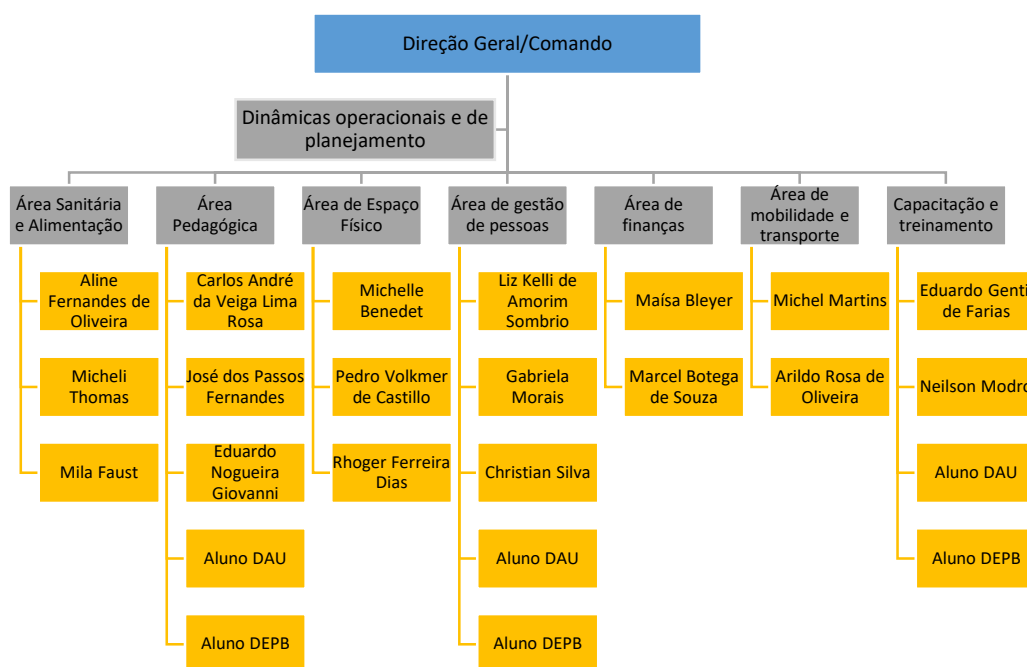 Direção Geral/Comando
Dinâmicas operacionais e de
planejamento
Área Sanitária
e Alimentação
Aline
Fernandes de
Oliveira
Micheli
Thomas
Mila Faust
Área
Pedagógica
Carlos André
da Veiga Lima
Rosa
José dos Passos
Fernandes
Eduardo
Nogueira
Giovanni
Aluno DAU
Aluno DEPB
Área de Espaço
Físico
Michelle
Benedet
Pedro Volkmer
de Castillo
Rhoger Ferreira
Dias
Área de gestão
de pessoas
Liz Kelli de
Amorim
Sombrio
Gabriela
Morais
Christian Silva
Aluno DAU
Aluno DEPB
Área de
finanças
Maísa Bleyer
Marcel Botega
de Souza
Área de
mobilidade e
transporte
Michel Martins
Arildo Rosa de
Oliveira
Capacitação e
treinamento
Eduardo Genti
de Farias
Neilson Modro
Aluno DAU
Aluno DEPB